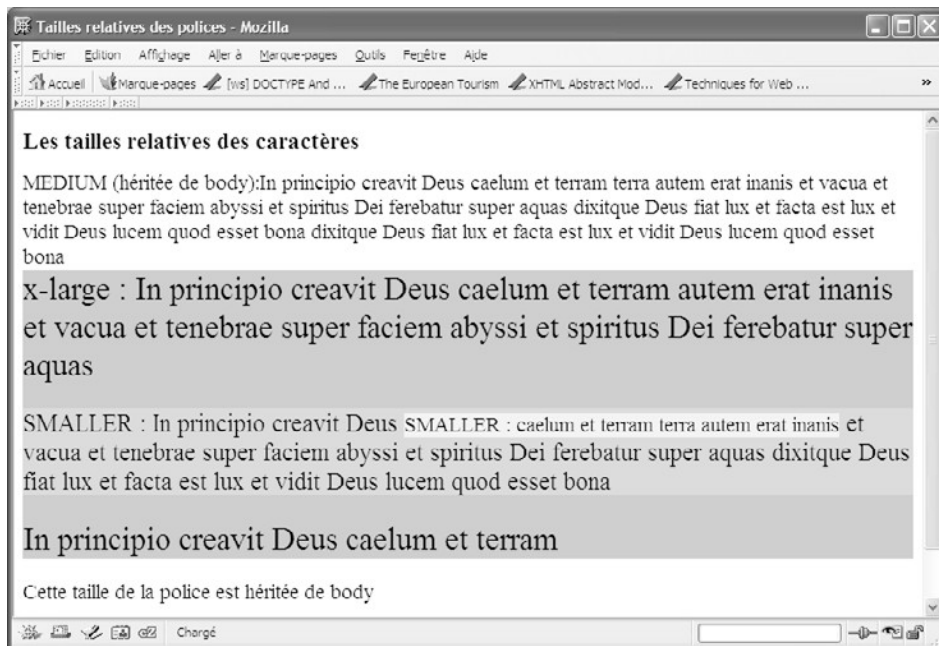 Tailles relatives des polices - Mozilla
Fichier Edition Affichage Aller à Marque-pages Outils Fenêtre Aide
Accueil Marque-pages [ws] DOCTYPE And ... The European Tourism XHTML Abstract Mod... Techniques for Web ... »
Les tailles relatives des caractères
MEDIUM (héritée de body):In principio creavit Deus caelum et terram terra autem erat inanis et vacua et
tenebrae super faciem abyssi et spiritus Dei ferebatur super aquas dixitque Deus fiat lux et facta est lux et
vidit Deus lucem quod esset bona dixitque Deus fiat lux et facta est lux et vidit Deus lucem quod esset
bona
x-large : In principio creavit Deus caelum et terram autem erat inanis
et vacua et tenebrae super faciem abyssi et spiritus Dei ferebatur super
aquas
SMALLER : In principio creavit Deus SMALLER : caelum et terram terra autem erat inanis et
vacua et tenebrae super faciem abyssi et spiritus Dei ferebatur super aquas dixitque Deus
fiat lux et facta est lux et vidit Deus lucem quod esset bona
In principio creavit Deus caelum et terram
Cette taille de la police est héritée de body
Chargé